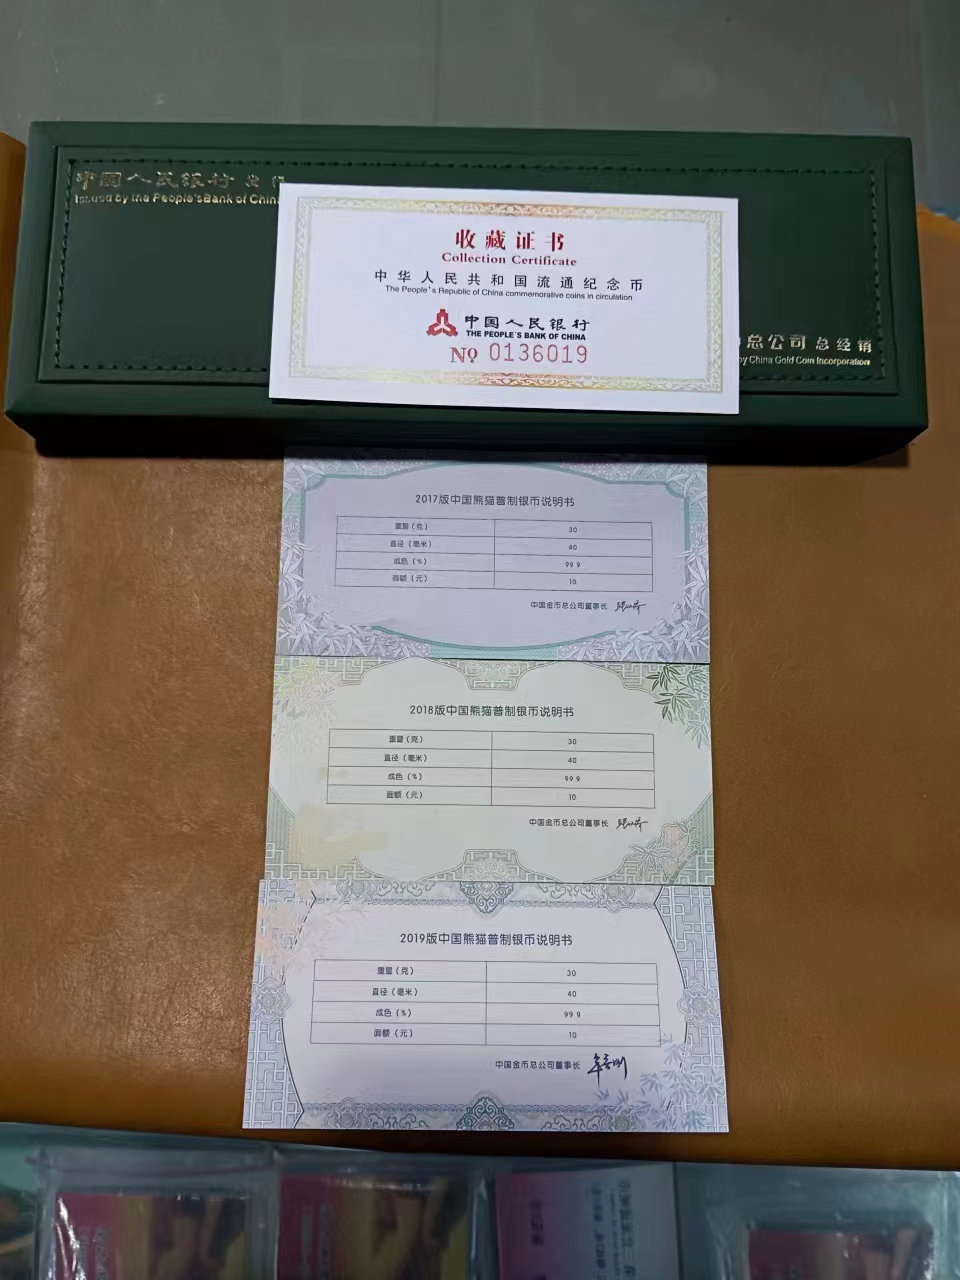 中国人民银行
Issued by the People's Bank of China
收藏证书
Collection Certificate
中华人民共和国流通纪念币
The People's Republic of China commemorative coins in circulation
中国人民银行
THE PEOPLE'S BANK OF CHINA
No 0136019
总公司 总经销
by China Gold Coin Incorporation
2017版中国熊猫普制银币说明书
重量（克） 30
直径（毫米） 40
成色（%） 99.9
面额（元） 10
中国金币总公司董事长
2018版中国熊猫普制银币说明书
重量（克） 30
直径（毫米） 40
成色（%） 99.9
面额（元） 10
中国金币总公司董事长
2019版中国熊猫普制银币说明书
重量（克） 30
直径（毫米） 40
成色（%） 99.9
面额（元） 10
中国金币总公司董事长